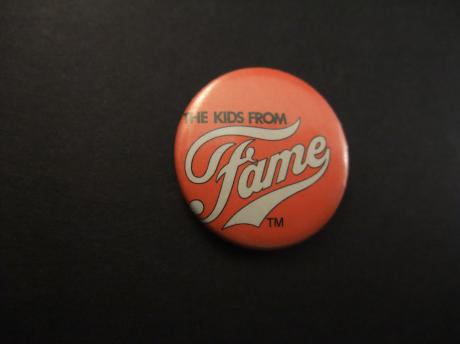 THE KIDS FROM
Fame
TM